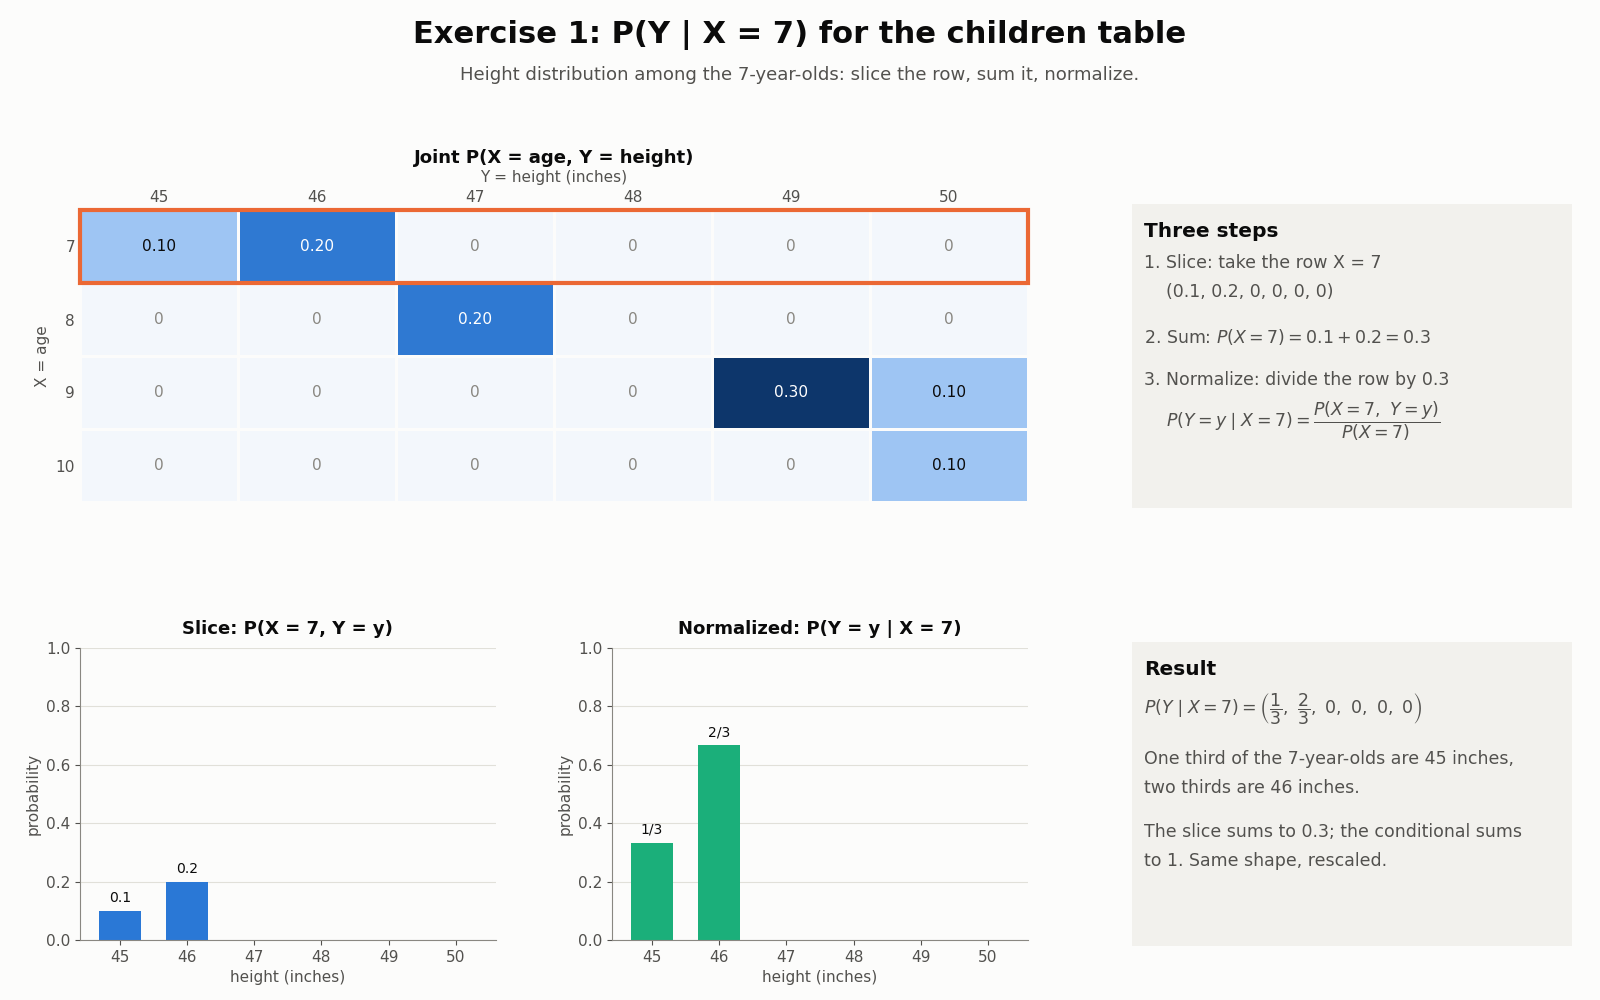 Exercise 1: P(Y | X = 7) for the children table
Height distribution among the 7-year-olds: slice the row, sum it, normalize.
Joint P(X = age, Y = height)
Y = height (inches)
45 46 47 48 49 50
X = age
7 0.10 0.20 0 0 0 0
8 0 0 0.20 0 0 0
9 0 0 0 0 0.30 0.10
10 0 0 0 0 0 0.10
Three steps
1. Slice: take the row X = 7
(0.1, 0.2, 0, 0, 0, 0)
2. Sum: P(X = 7) = 0.1 + 0.2 = 0.3
3. Normalize: divide the row by 0.3
P(Y = y | X = 7) = P(X = 7, Y = y) / P(X = 7)
Slice: P(X = 7, Y = y)
probability
1.0
0.8
0.6
0.4
0.2
0.0
0.1
0.2
45 46 47 48 49 50
height (inches)
Normalized: P(Y = y | X = 7)
probability
1.0
0.8
0.6
0.4
0.2
0.0
1/3
2/3
45 46 47 48 49 50
height (inches)
Result
P(Y | X = 7) = (1/3, 2/3, 0, 0, 0, 0)
One third of the 7-year-olds are 45 inches,
two thirds are 46 inches.
The slice sums to 0.3; the conditional sums
to 1. Same shape, rescaled.